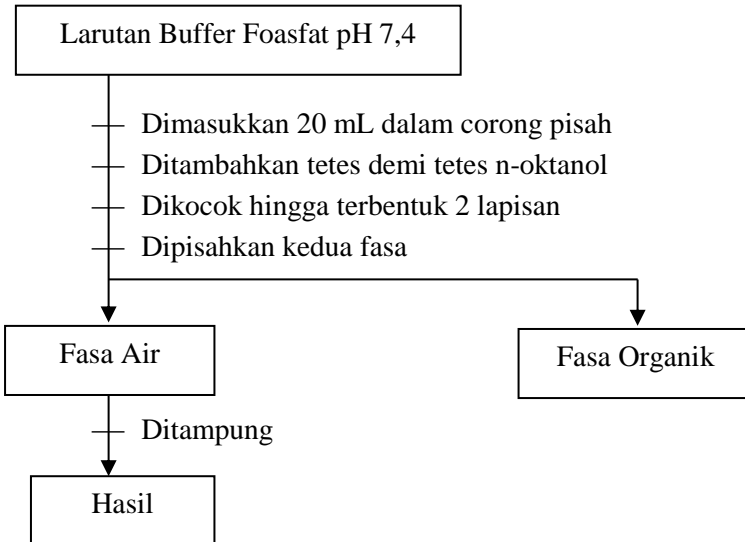 Larutan Buffer Foasfat pH 7,4
Dimasukkan 20 mL dalam corong pisah
Ditambahkan tetes demi tetes n-oktanol
Dikocok hingga terbentuk 2 lapisan
Dipisahkan kedua fasa
Fasa Air
Fasa Organik
Ditampung
Hasil